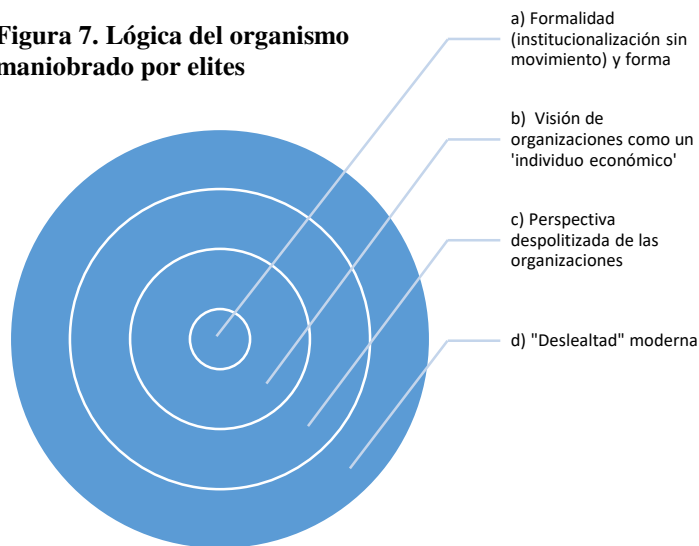 Figura 7. Lógica del organismo
maniobrado por elites
a) Formalidad
(institucionalización sin
movimiento) y forma
b) Visión de
organizaciones como un
'individuo económico'
c) Perspectiva
despolitizada de las
organizaciones
d) "Deslealtad" moderna